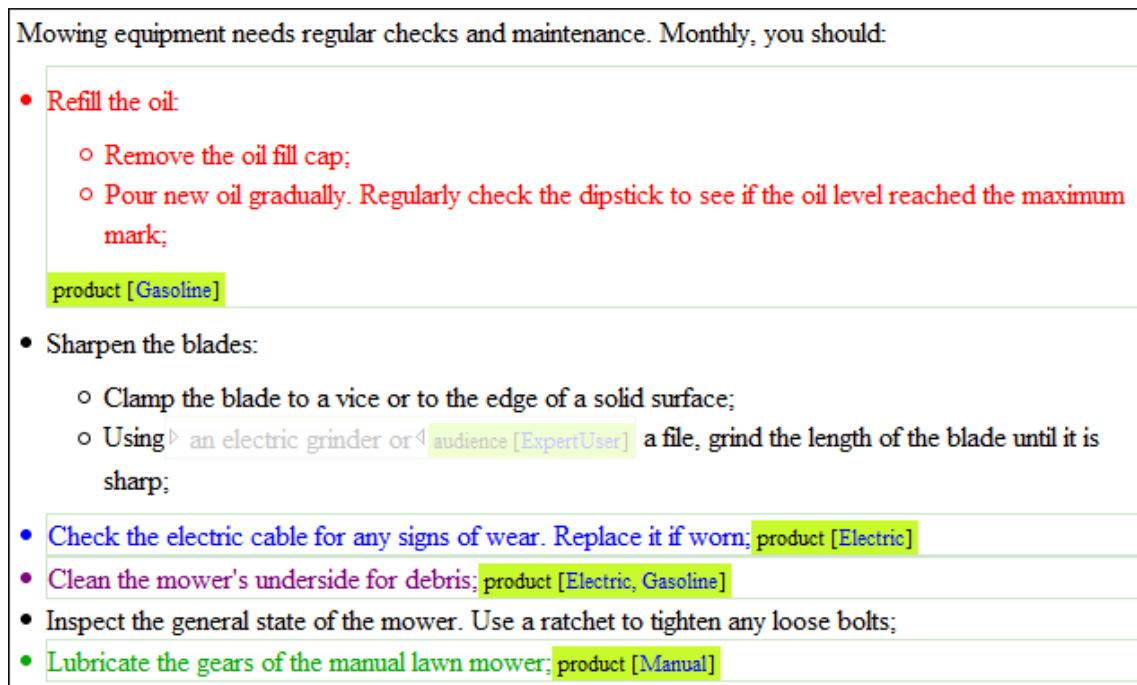 Mowing equipment needs regular checks and maintenance. Monthly, you should:
Refill the oil:
Remove the oil fill cap;
Pour new oil gradually. Regularly check the dipstick to see if the oil level reached the maximum
mark;
product [Gasoline]
Sharpen the blades:
Clamp the blade to a vice or to the edge of a solid surface;
Using an electric grinder or audience [ExpertUser] a file, grind the length of the blade until it is
sharp;
Check the electric cable for any signs of wear. Replace it if worn; product [Electric]
Clean the mower's underside for debris; product [Electric, Gasoline]
Inspect the general state of the mower. Use a ratchet to tighten any loose bolts;
Lubricate the gears of the manual lawn mower; product [Manual]